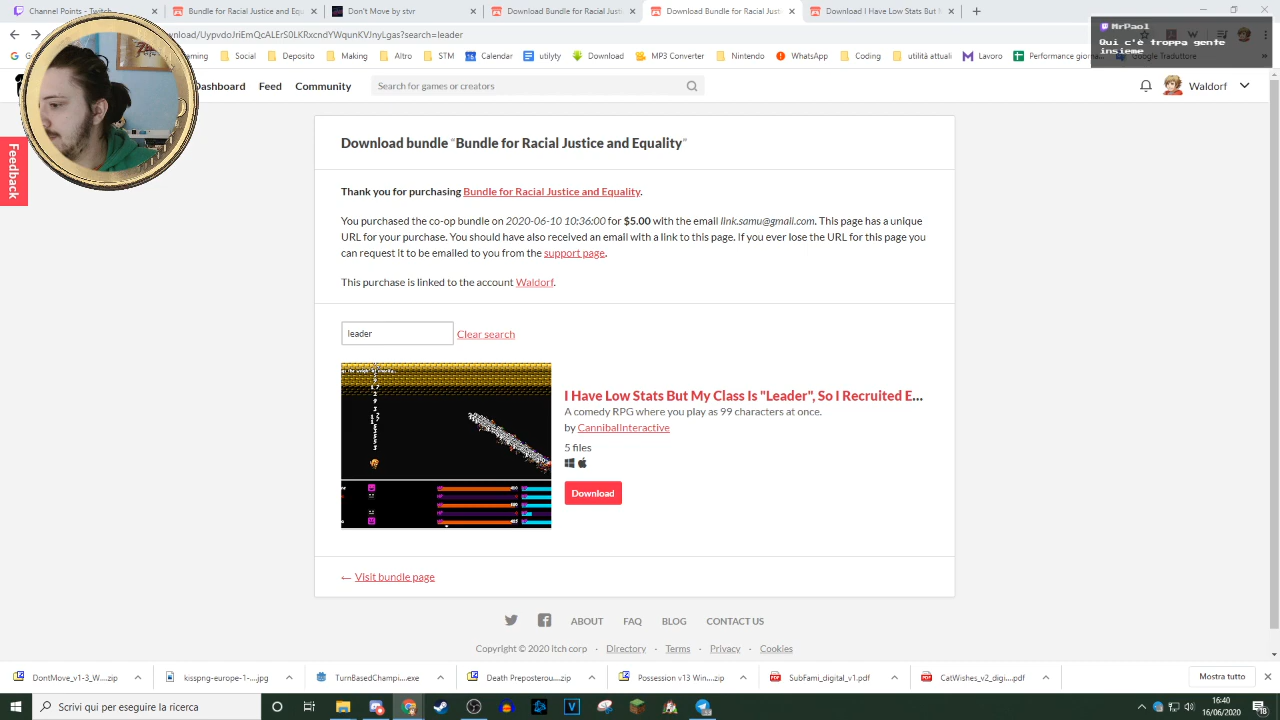 Channel Points - Twitch
Bundle for Racial Justice and Equ
Don't Move by
Download Bundle for Racial Just
Download Bundle for Racial Just
Download I Have Low Stats But M
MrPaol
Qui c'è troppa gente
insieme
Social
Deposito
Making
Altro - STM
Calendar
utilyty
Download
MP3 Converter
Nintendo
WhatsApp
Coding
utilità attuali
Lavoro
Performance giorna
Google Traduttore
Dashboard
Feed
Community
Search for games or creators
Waldorf
Feedback
Download bundle "Bundle for Racial Justice and Equality"
Thank you for purchasing Bundle for Racial Justice and Equality.
You purchased the co-op bundle on 2020-06-10 10:36:00 for $5.00 with the email link.samu@gmail.com. This page has a unique
URL for your purchase. You should have also received an email with a link to this page. If you ever lose the URL for this page you
can request it to be emailed to you from the support page.
This purchase is linked to the account Waldorf.
leader
Clear search
I Have Low Stats But My Class Is "Leader", So I Recruited E...
A comedy RPG where you play as 99 characters at once.
by CannibalInteractive
5 files
Download
← Visit bundle page
ABOUT
FAQ
BLOG
CONTACT US
Copyright © 2020 itch corp · Directory · Terms · Privacy · Cookies
DontMove_v1-3_W....zip
kisspng-europe-1-....jpg
TurnBasedChampi....exe
Death Preposterou....zip
Possession v13 Win....zip
SubFami_digital_v1.pdf
CatWishes_v2_digi....pdf
Mostra tutto
Scrivi qui per eseguire la ricerca
16:40
16/06/2020
18